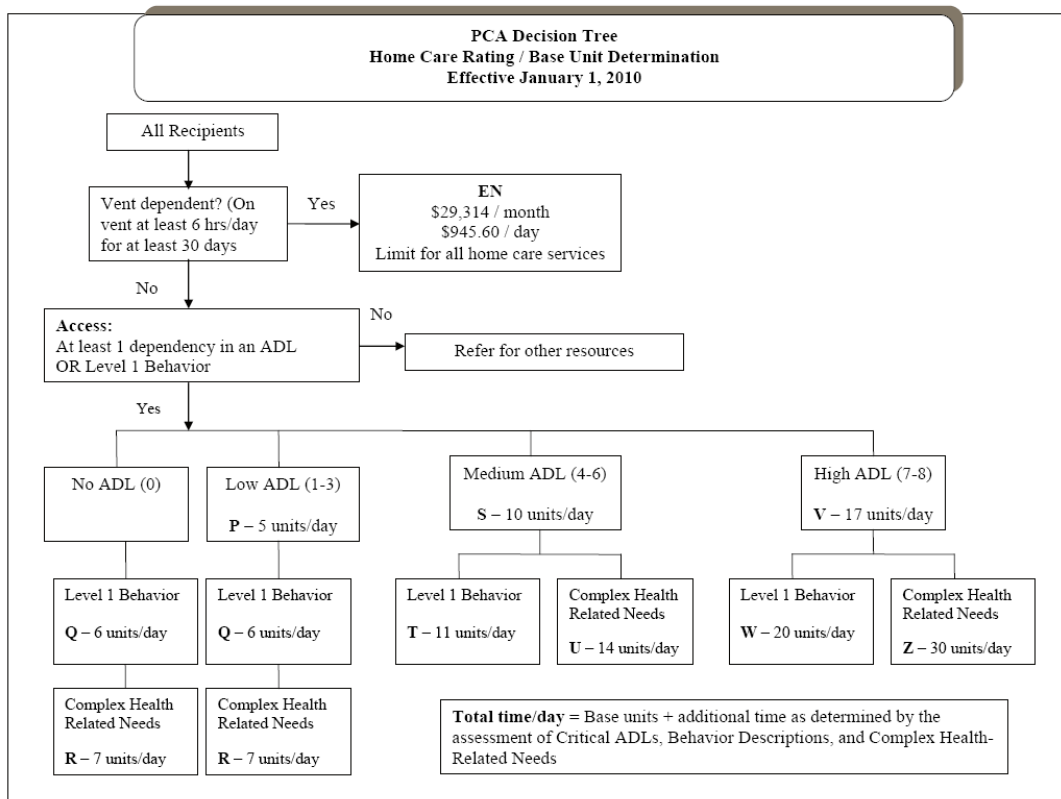 PCA Decision Tree
Home Care Rating / Base Unit Determination
Effective January 1, 2010
All Recipients
Vent dependent? (On
vent at least 6 hrs/day
for at least 30 days
Yes
EN
$29,314 / month
$945.60 / day
Limit for all home care services
No
Access:
At least 1 dependency in an ADL
OR Level 1 Behavior
No
Refer for other resources
Yes
No ADL (0)
Low ADL (1-3)
P – 5 units/day
Medium ADL (4-6)
S – 10 units/day
High ADL (7-8)
V – 17 units/day
Level 1 Behavior
Q – 6 units/day
Level 1 Behavior
Q – 6 units/day
Level 1 Behavior
T – 11 units/day
Complex Health
Related Needs
U – 14 units/day
Level 1 Behavior
W – 20 units/day
Complex Health
Related Needs
Z – 30 units/day
Complex Health
Related Needs
R – 7 units/day
Complex Health
Related Needs
R – 7 units/day
Total time/day = Base units + additional time as determined by the
assessment of Critical ADLs, Behavior Descriptions, and Complex Health-
Related Needs